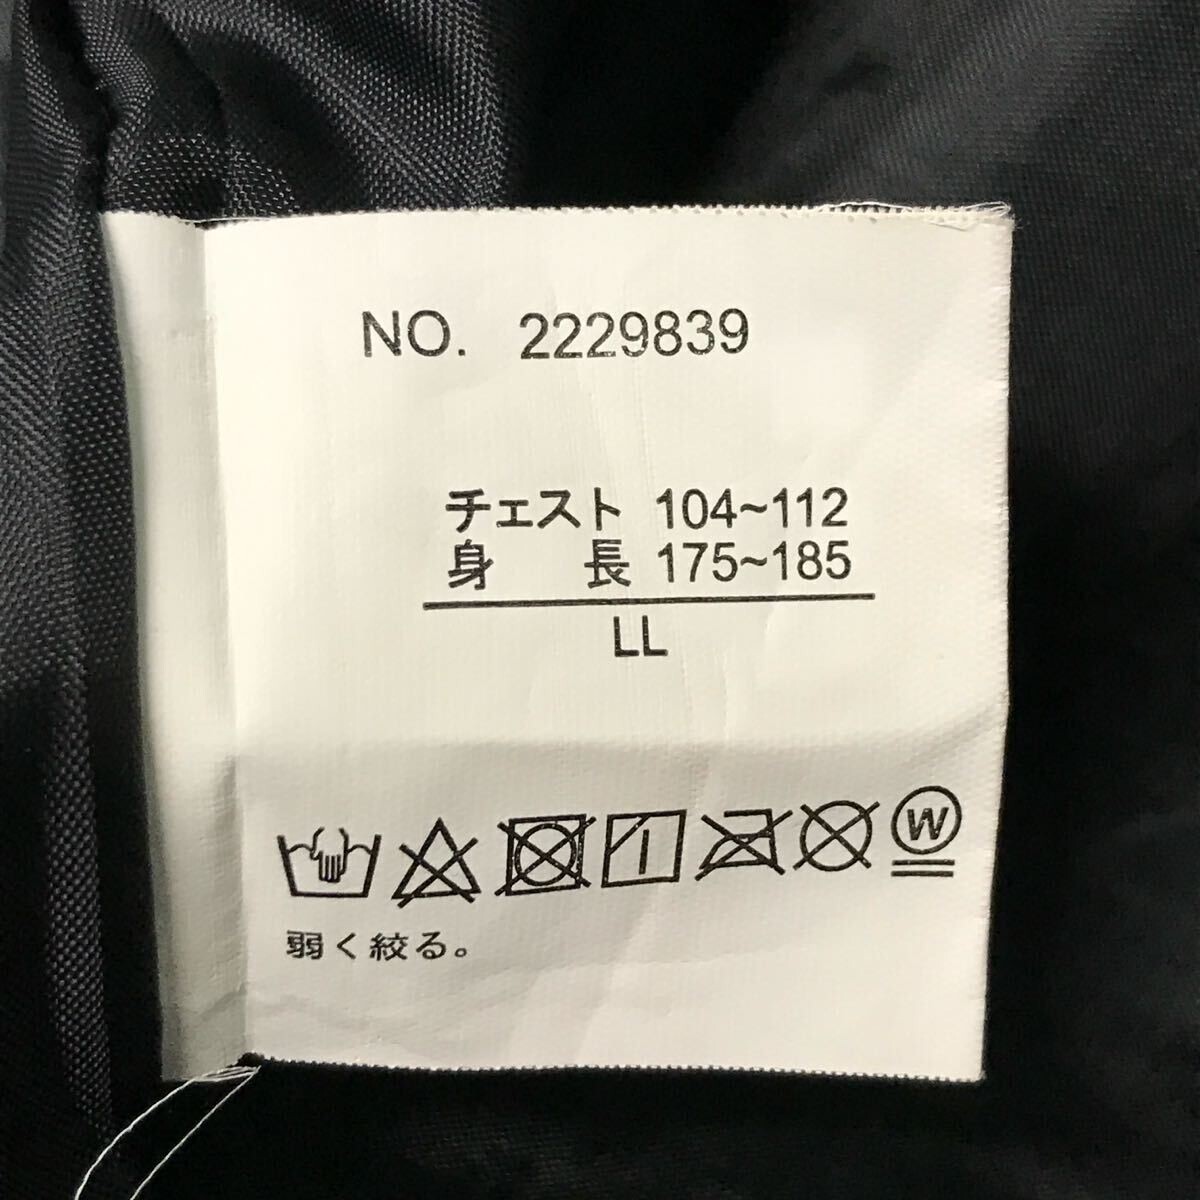 NO. 2229839
チェスト 104~112
身 長 175~185
LL
W
弱く絞る。